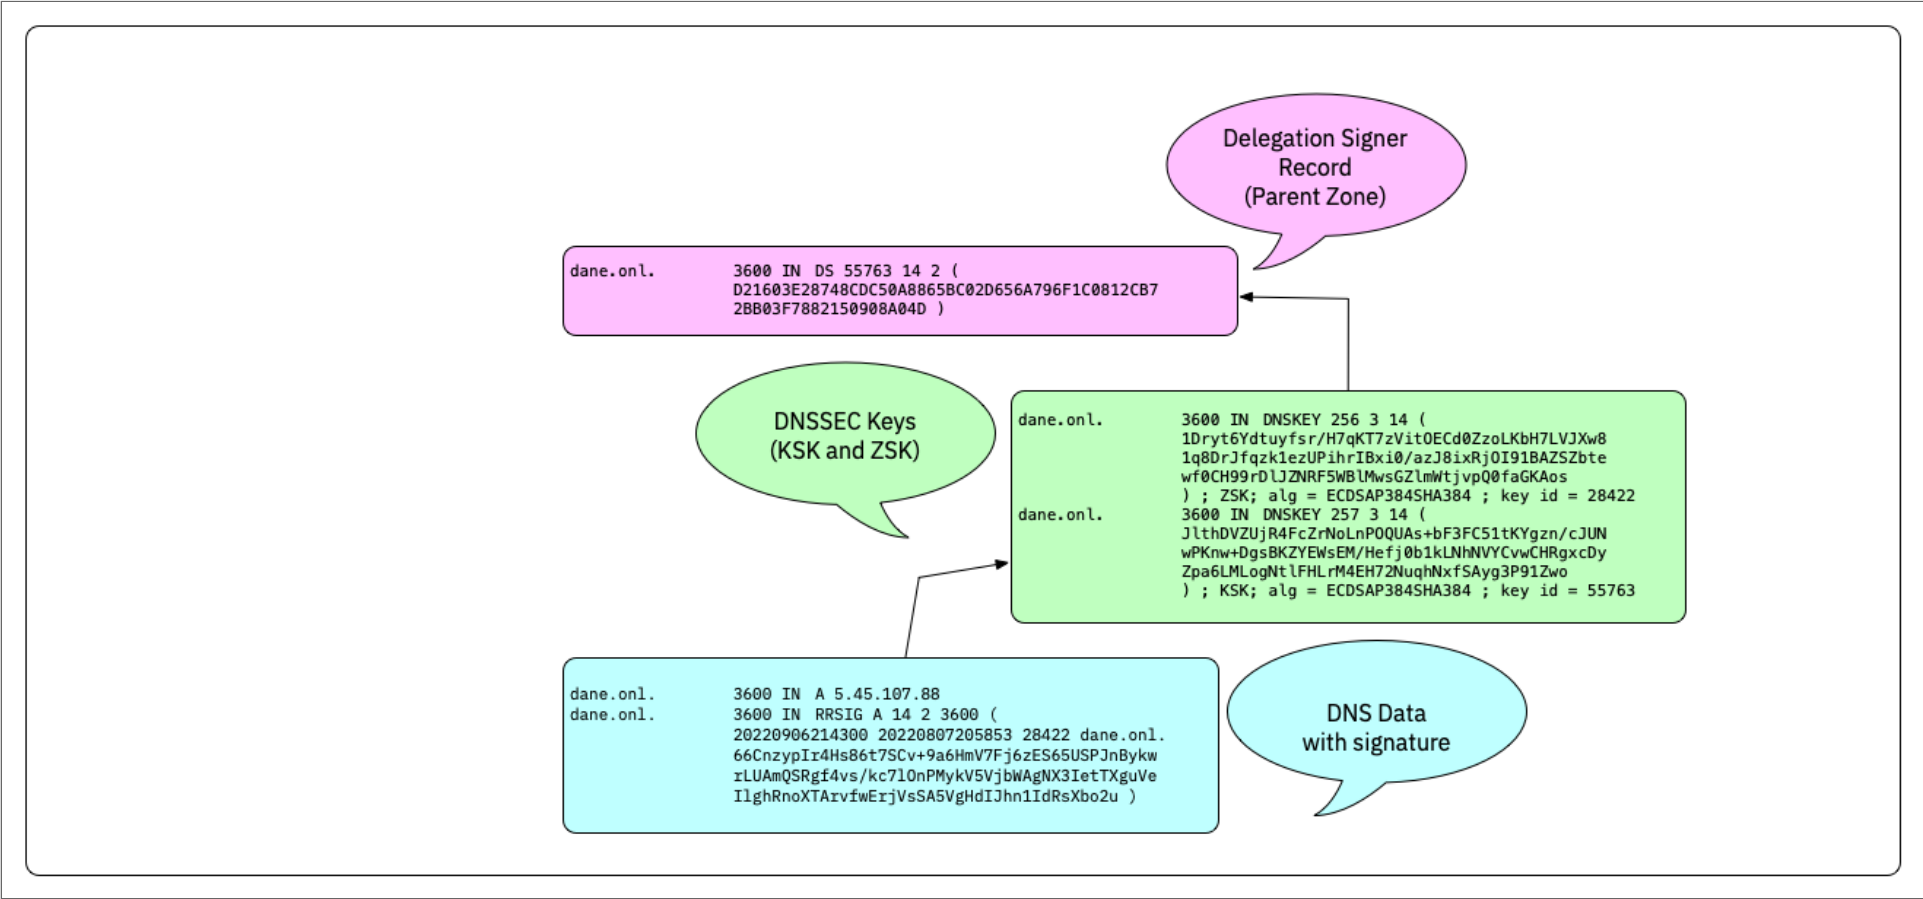 Delegation Signer
Record
(Parent Zone)
dane.onl. 3600 IN DS 55763 14 2 (
D21603E28748CDC50A8865BC02D656A796F1C0812CB7
2BB03F7882150908A04D )
DNSSEC Keys
(KSK and ZSK)
dane.onl. 3600 IN DNSKEY 256 3 14 (
1Dryt6Ydtuyfsr/H7qKT7zVitOECd0ZzoLKbH7LVJXw8
1q8DrJfqzk1ezUPihrIBxi0/azJ8ixRjOI91BAZSZbte
wf0CH99rDlJZNRF5WBlMwsGZlmWtjvpQ0faGKAos
) ; ZSK; alg = ECDSAP384SHA384 ; key id = 28422
dane.onl. 3600 IN DNSKEY 257 3 14 (
JlthDVZUjR4FcZrNoLnPOQUAs+bF3FC51tKYgzn/cJUN
wPKnw+DgsBKZYEWsEM/Hefj0b1kLNhNVYCvwCHRgxcDy
Zpa6LMLogNtlFHLrM4EH72NuqhNxfSAyg3P91Zwo
) ; KSK; alg = ECDSAP384SHA384 ; key id = 55763
dane.onl. 3600 IN A 5.45.107.88
dane.onl. 3600 IN RRSIG A 14 2 3600 (
20220906214300 20220807205853 28422 dane.onl.
66CnzypIr4Hs86t7SCv+9a6HmV7Fj6zES65USPJnBykw
rLUAmQSRgf4vs/kc7lOnPMykV5VjbWAgNX3IetTXguVe
IlghRnoXTArvfwErjVsSA5VgHdIJhn1IdRsXbo2u )
DNS Data
with signature